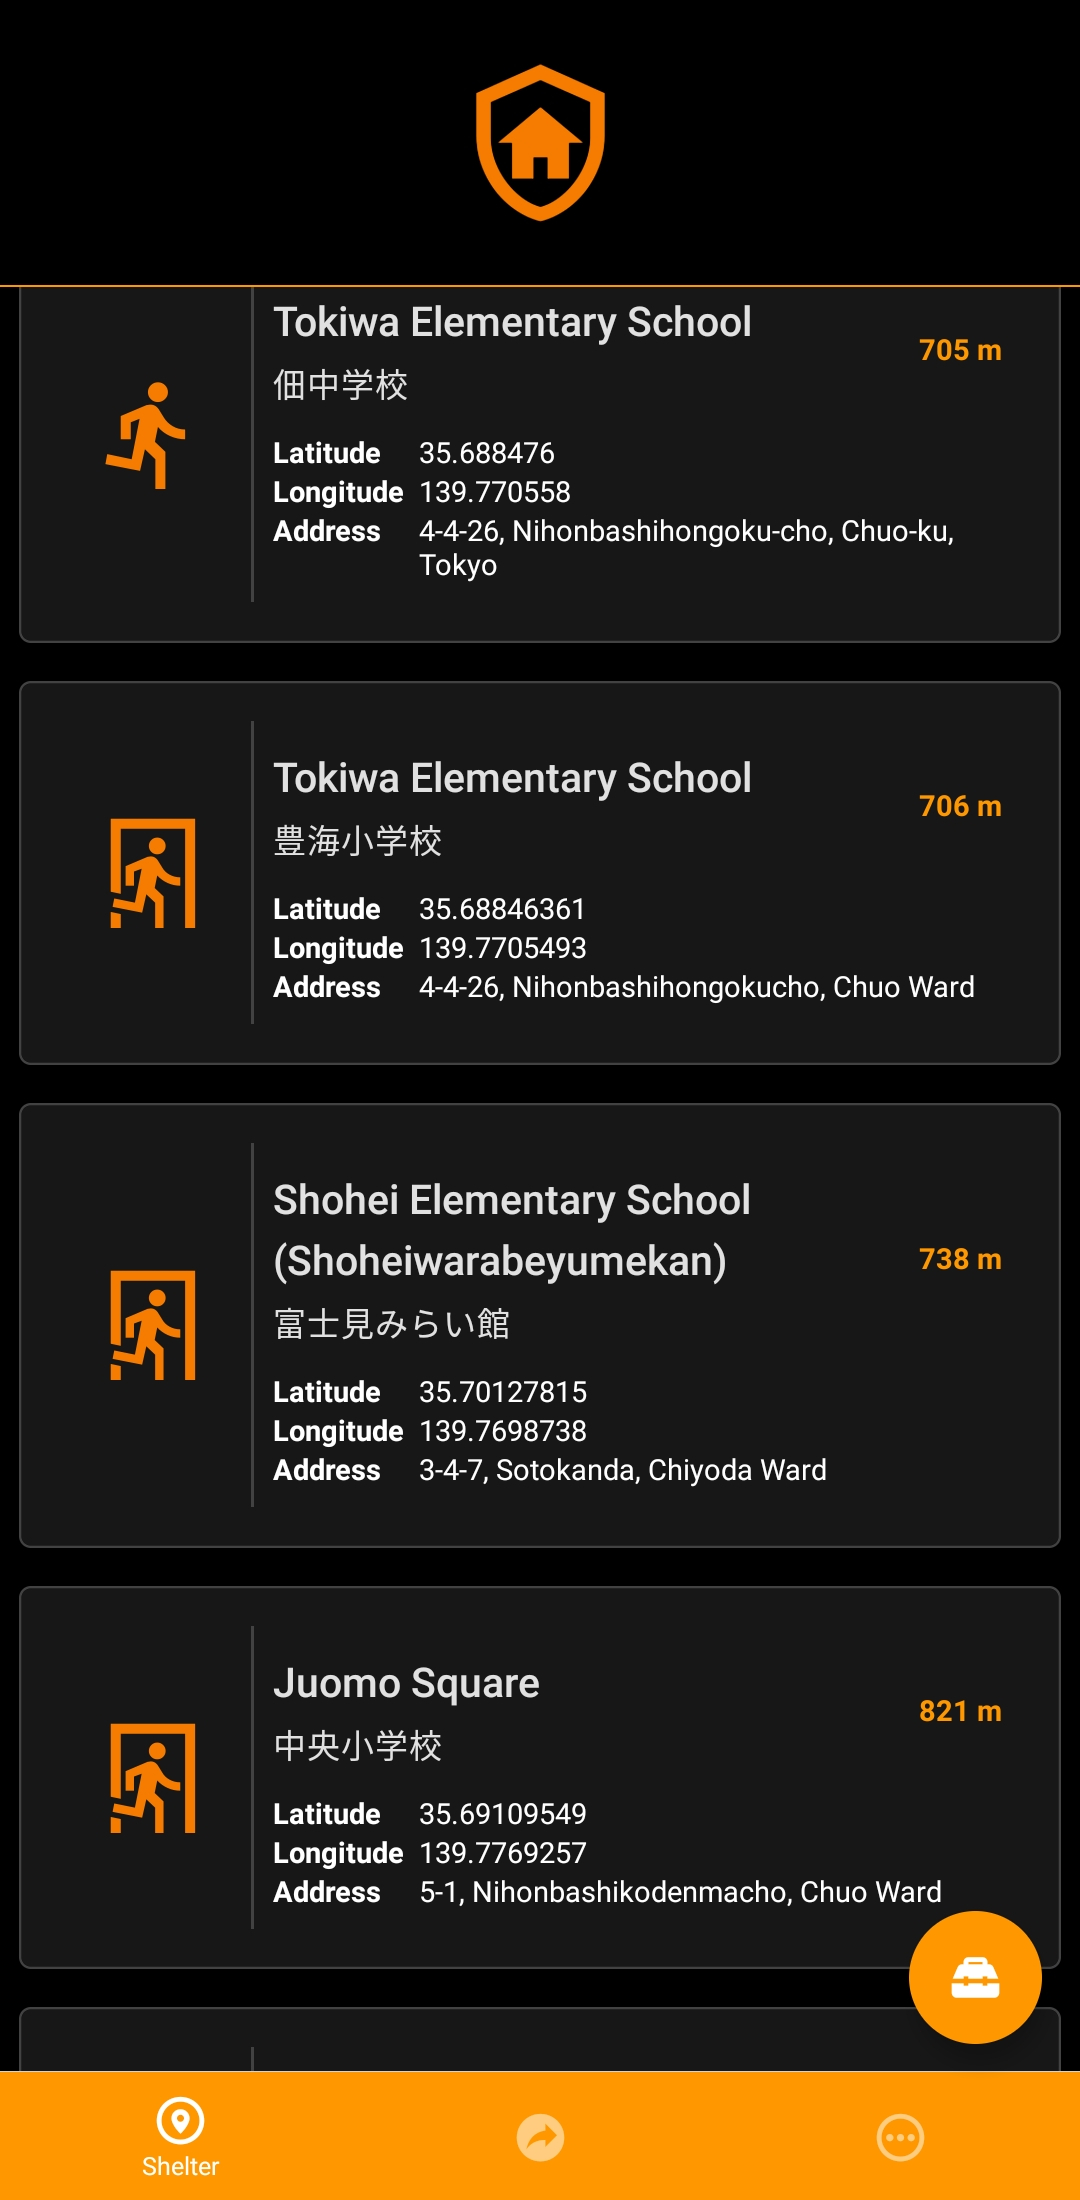 Tokiwa Elementary School
705 m
佃中学校
Latitude 35.688476
Longitude 139.770558
Address 4-4-26, Nihonbashihongoku-cho, Chuo-ku,
Tokyo
Tokiwa Elementary School
706 m
豊海小学校
Latitude 35.68846361
Longitude 139.7705493
Address 4-4-26, Nihonbashihongokucho, Chuo Ward
Shohei Elementary School
(Shoheiwarabeyumekan)
738 m
富士見みらい館
Latitude 35.70127815
Longitude 139.7698738
Address 3-4-7, Sotokanda, Chiyoda Ward
Juomo Square
821 m
中央小学校
Latitude 35.69109549
Longitude 139.7769257
Address 5-1, Nihonbashikodenmacho, Chuo Ward
Shelter